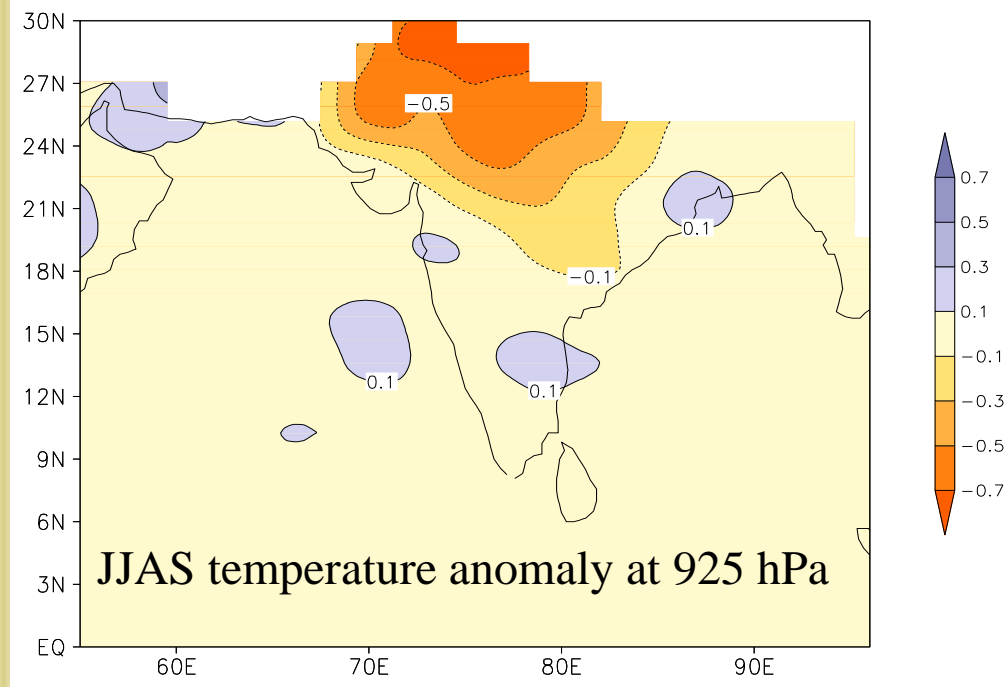 30N
27N
24N
21N
18N
15N
12N
9N
6N
3N
EQ
60E
70E
80E
90E
−0.5
0.1
−0.1
0.1
0.1
JJAS temperature anomaly at 925 hPa
0.7
0.5
0.3
0.1
−0.1
−0.3
−0.5
−0.7